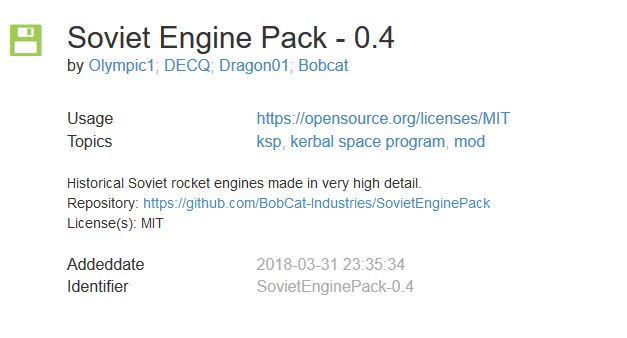 Soviet Engine Pack - 0.4
by Olympic1; DECQ; Dragon01; Bobcat
Usage https://opensource.org/licenses/MIT
Topics ksp, kerbal space program, mod
Historical Soviet rocket engines made in very high detail.
Repository: https://github.com/BobCat-Industries/SovietEnginePack
License(s): MIT
Addeddate 2018-03-31 23:35:34
Identifier SovietEnginePack-0.4